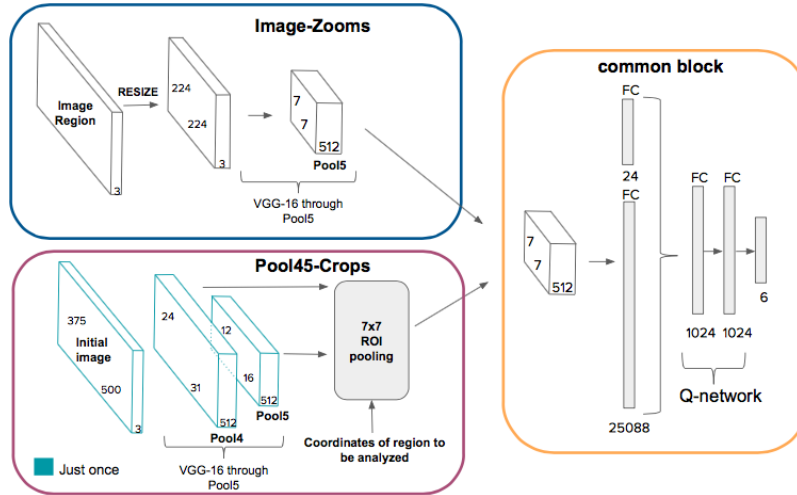 Image-Zooms
RESIZE
Image
Region
3
224
224
3
7
7
512
Pool5
VGG-16 through
Pool5
Pool45-Crops
375
Initial
image
500
3
24
31
512
Pool4
12
16
512
Pool5
VGG-16 through
Pool5
7x7
ROI
pooling
Coordinates of region to
be analyzed
Just once
common block
7
7
512
FC
24
FC
25088
FC
FC
1024
1024
6
Q-network